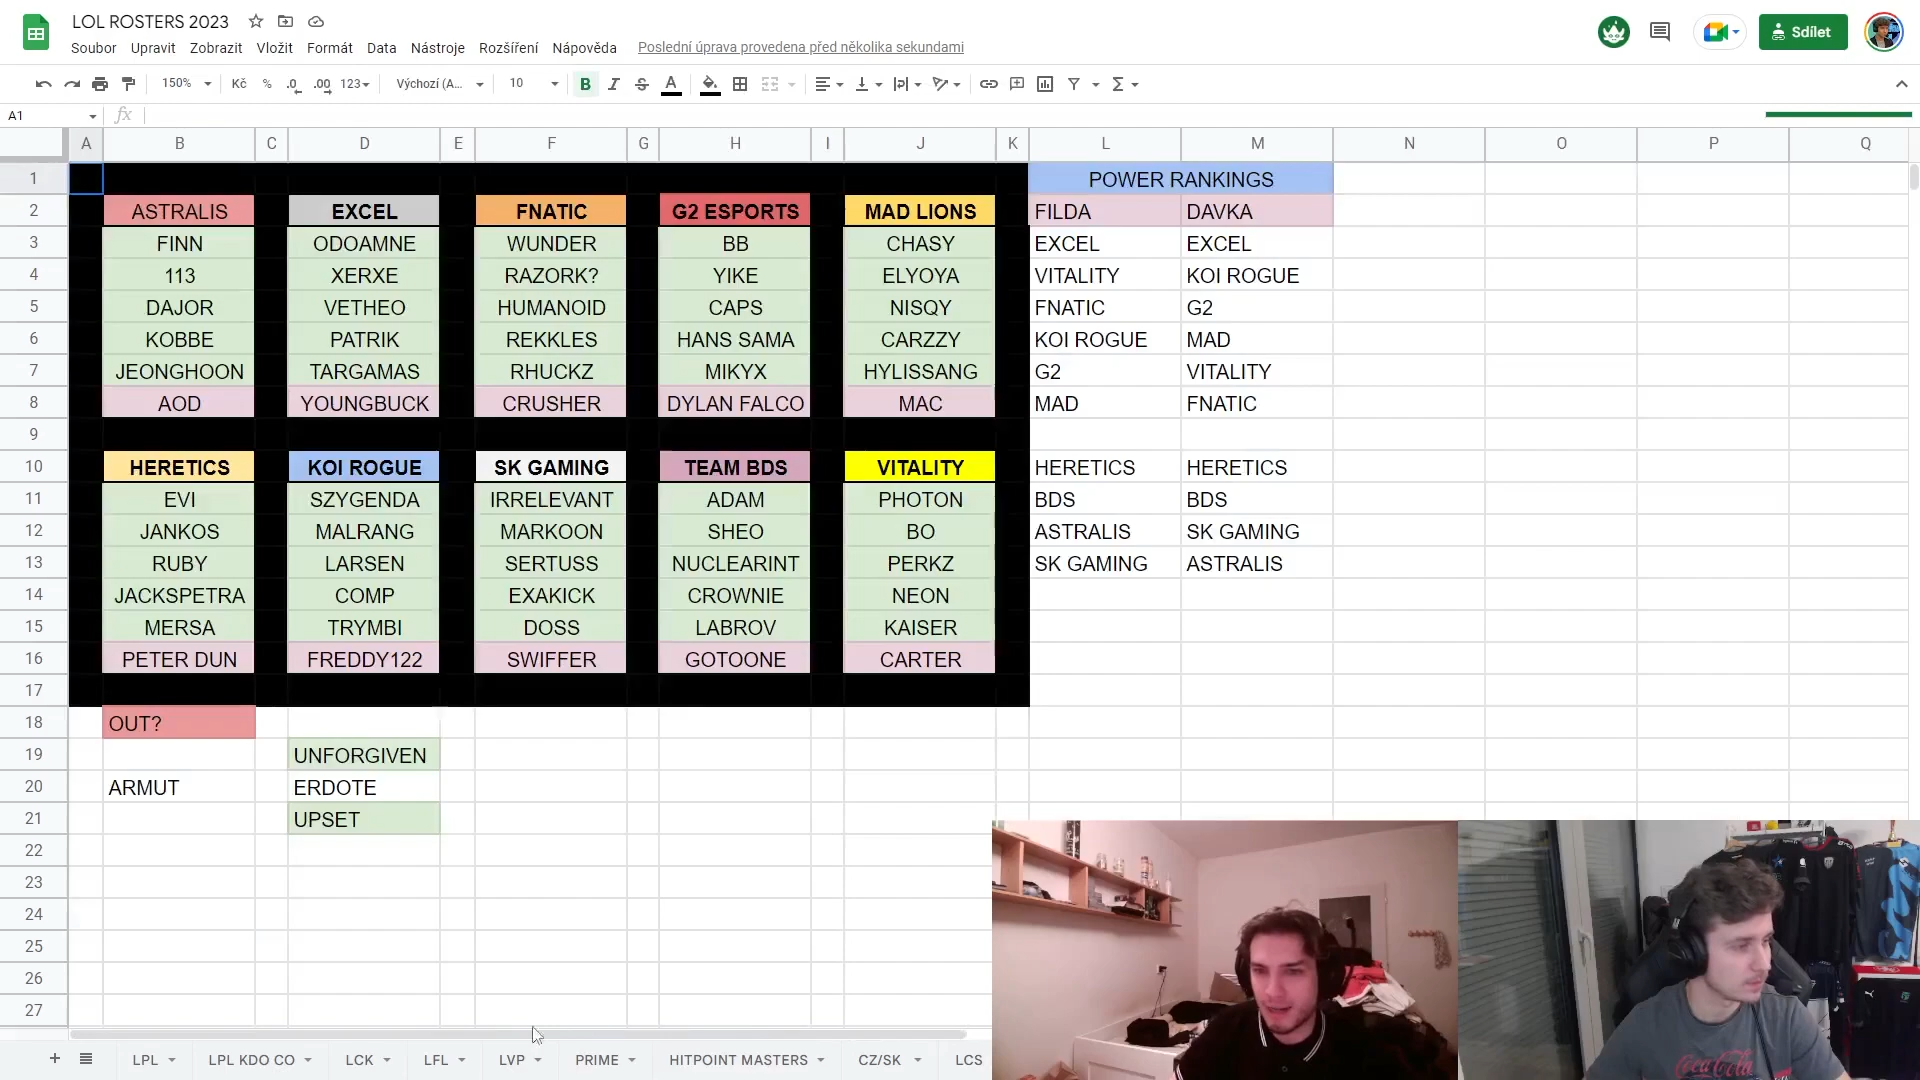 LOL ROSTERS 2023
Soubor Upravit Zobrazit Vložit Formát Data Nástroje Rozšíření Nápověda Poslední úprava provedena před několika sekundami
Sdílet
150% Kč % .0 .00 123 Výchozí (A... 10 B I S A
A1 fx
A B C D E F G H I J K L M N O P Q
1 POWER RANKINGS
2 ASTRALIS EXCEL FNATIC G2 ESPORTS MAD LIONS FILDA DAVKA
3 FINN ODOAMNE WUNDER BB CHASY EXCEL EXCEL
4 113 XERXE RAZORK? YIKE ELYOYA VITALITY KOI ROGUE
5 DAJOR VETHEO HUMANOID CAPS NISQY FNATIC G2
6 KOBBE PATRIK REKKLES HANS SAMA CARZZY KOI ROGUE MAD
7 JEONGHOON TARGAMAS RHUCKZ MIKYX HYLISSANG G2 VITALITY
8 AOD YOUNGBUCK CRUSHER DYLAN FALCO MAC MAD FNATIC
9
10 HERETICS KOI ROGUE SK GAMING TEAM BDS VITALITY HERETICS HERETICS
11 EVI SZYGENDA IRRELEVANT ADAM PHOTON BDS BDS
12 JANKOS MALRANG MARKOON SHEO BO ASTRALIS SK GAMING
13 RUBY LARSEN SERTUSS NUCLEARINT PERKZ SK GAMING ASTRALIS
14 JACKSPETRA COMP EXAKICK CROWNIE NEON
15 MERSA TRYMBI DOSS LABROV KAISER
16 PETER DUN FREDDY122 SWIFFER GOTOONE CARTER
17
18 OUT?
19 UNFORGIVEN
20 ARMUT ERDOTE
21 UPSET
22
23
24
25
26
27
LPL LPL KDO CO LCK LFL LVP PRIME HITPOINT MASTERS CZ/SK LCS
Coca-Cola